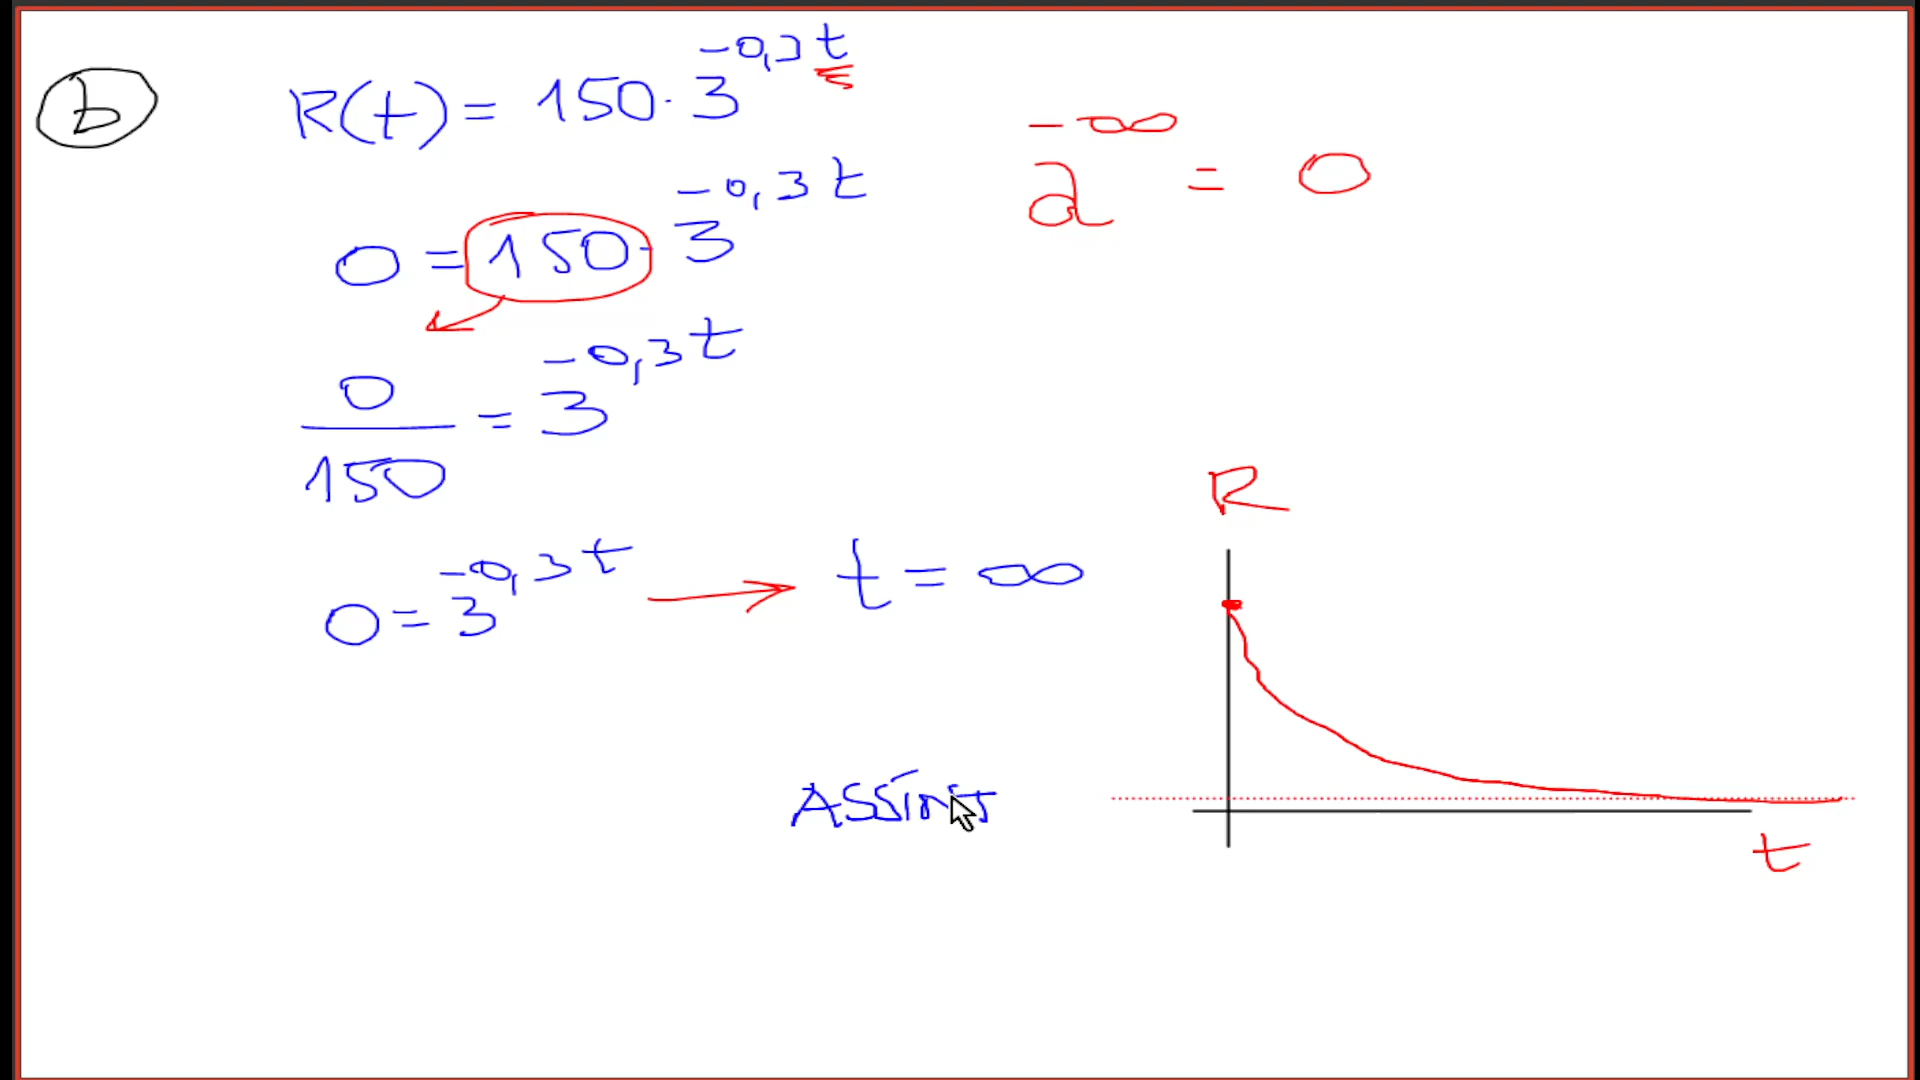 b
R(t) = 150 · 3^-0,3t
a^-∞ = 0
0 = 150 · 3^-0,3t
0/150 = 3^-0,3t
0 = 3^-0,3t → t = ∞
R
Assint
t